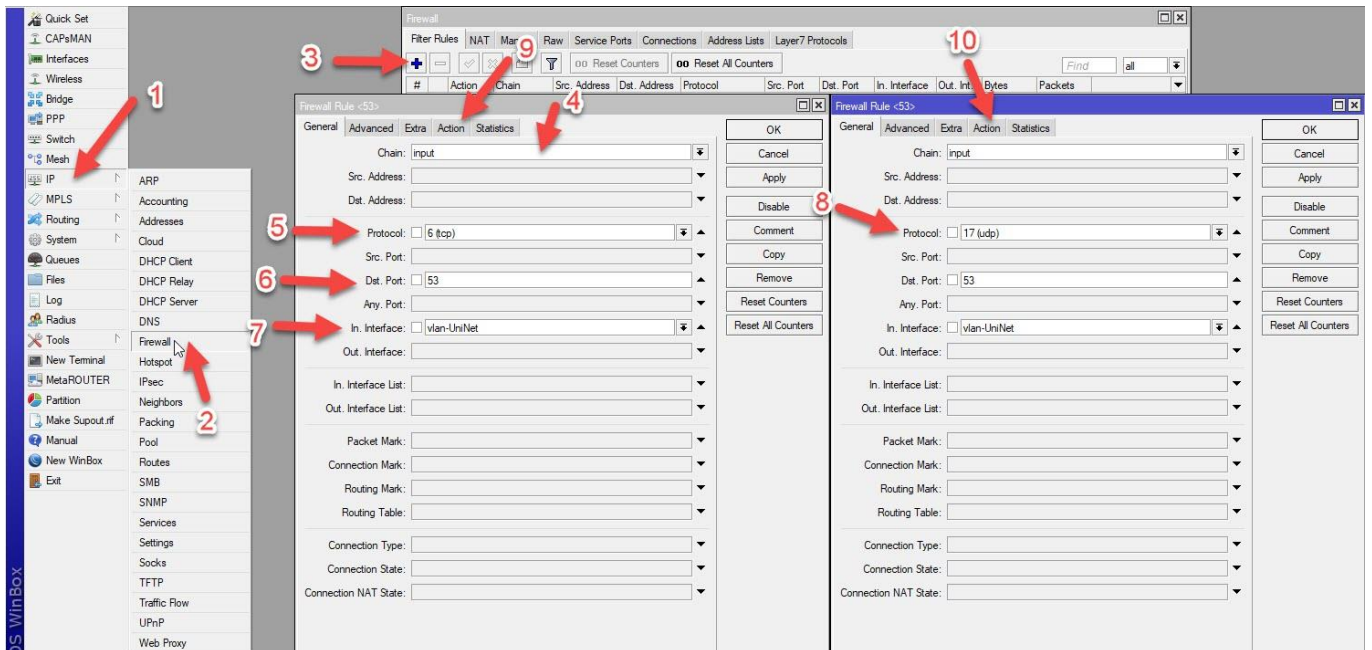 Quick Set
CAPsMAN
Interfaces
Wireless
Bridge
PPP
Switch
Mesh
IP
MPLS
Routing
System
Queues
Files
Log
Radius
Tools
New Terminal
MetaROUTER
Partition
Make Supout.rif
Manual
New WinBox
Exit
OS WinBox
1
ARP
Accounting
Addresses
Cloud
DHCP Client
DHCP Relay
DHCP Server
DNS
Firewall
Hotspot
IPsec
Neighbors
Packing
Pool
Routes
SMB
SNMP
Services
Settings
Socks
TFTP
Traffic Flow
UPnP
Web Proxy
2
Firewall
Filter Rules NAT Raw Service Ports Connections Address Lists Layer7 Protocols
3
9
10
00 Reset Counters 00 Reset All Counters Find all
# Action Chain Src. Address Dst. Address Protocol Src. Port Dst. Port In. Interface Out. Int. Bytes Packets
Firewall Rule <53>
4
General Advanced Extra Action Statistics
Chain: input
Src. Address:
Dst. Address:
5
Protocol: 6 (tcp)
Src. Port:
6
Dst. Port: 53
Any. Port:
7
In. Interface: vlan-UniNet
Out. Interface:
In. Interface List:
Out. Interface List:
Packet Mark:
Connection Mark:
Routing Mark:
Routing Table:
Connection Type:
Connection State:
Connection NAT State:
OK
Cancel
Apply
Disable
Comment
Copy
Remove
Reset Counters
Reset All Counters
Firewall Rule <53>
General Advanced Extra Action Statistics
Chain: input
Src. Address:
Dst. Address:
8
Protocol: 17 (udp)
Src. Port:
Dst. Port: 53
Any. Port:
In. Interface: vlan-UniNet
Out. Interface:
In. Interface List:
Out. Interface List:
Packet Mark:
Connection Mark:
Routing Mark:
Routing Table:
Connection Type:
Connection State:
Connection NAT State:
OK
Cancel
Apply
Disable
Comment
Copy
Remove
Reset Counters
Reset All Counters